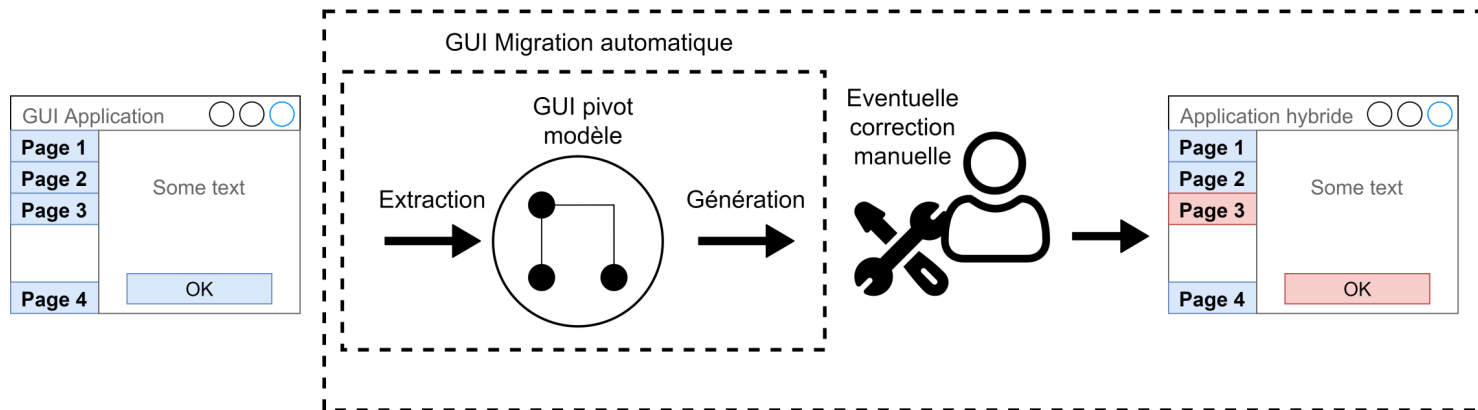 GUI Migration automatique
GUI Application
Page 1
Page 2
Page 3
Page 4
Some text
OK
Extraction
GUI pivot
modèle
Génération
Eventuelle
correction
manuelle
Application hybride
Page 1
Page 2
Page 3
Page 4
Some text
OK